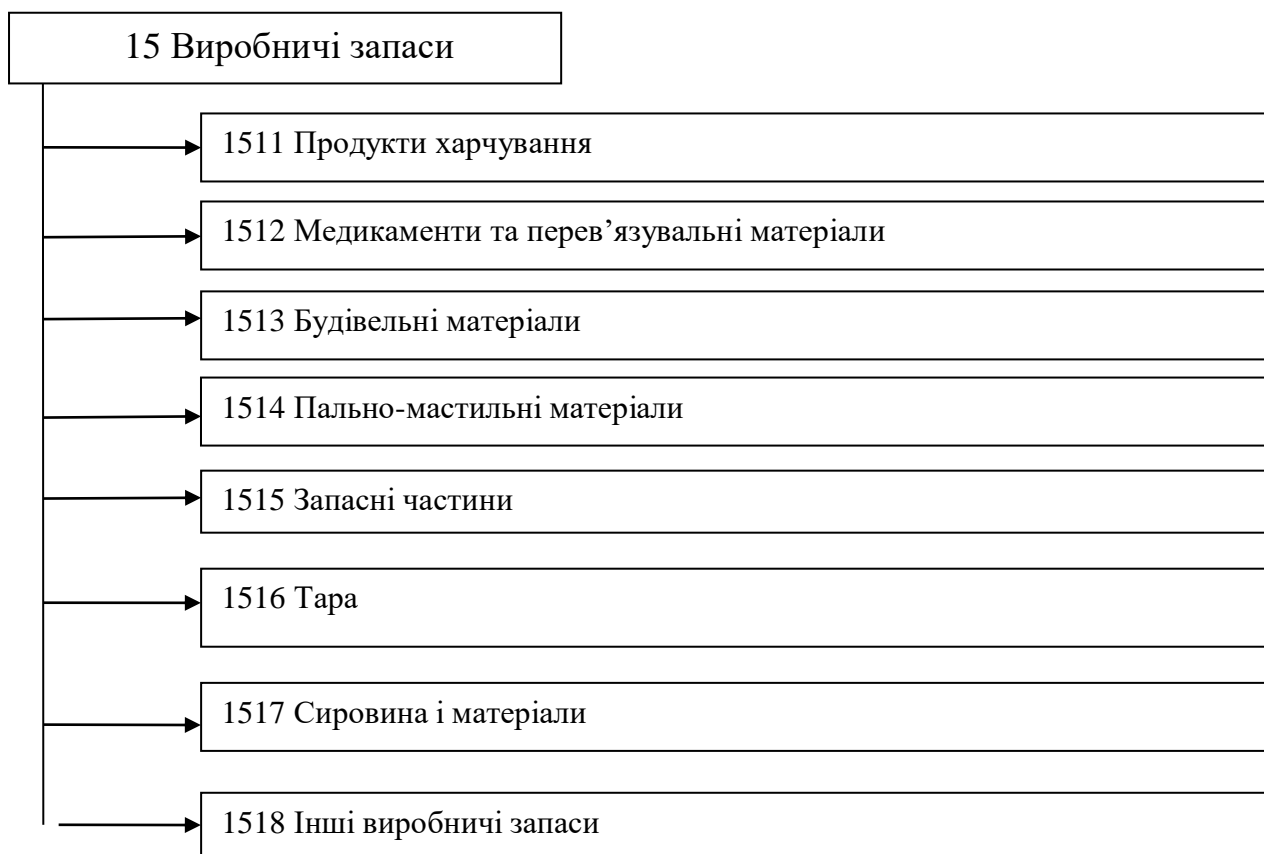 15 Виробничі запаси
1511 Продукти харчування
1512 Медикаменти та перев’язувальні матеріали
1513 Будівельні матеріали
1514 Пально-мастильні матеріали
1515 Запасні частини
1516 Тара
1517 Сировина і матеріали
1518 Інші виробничі запаси